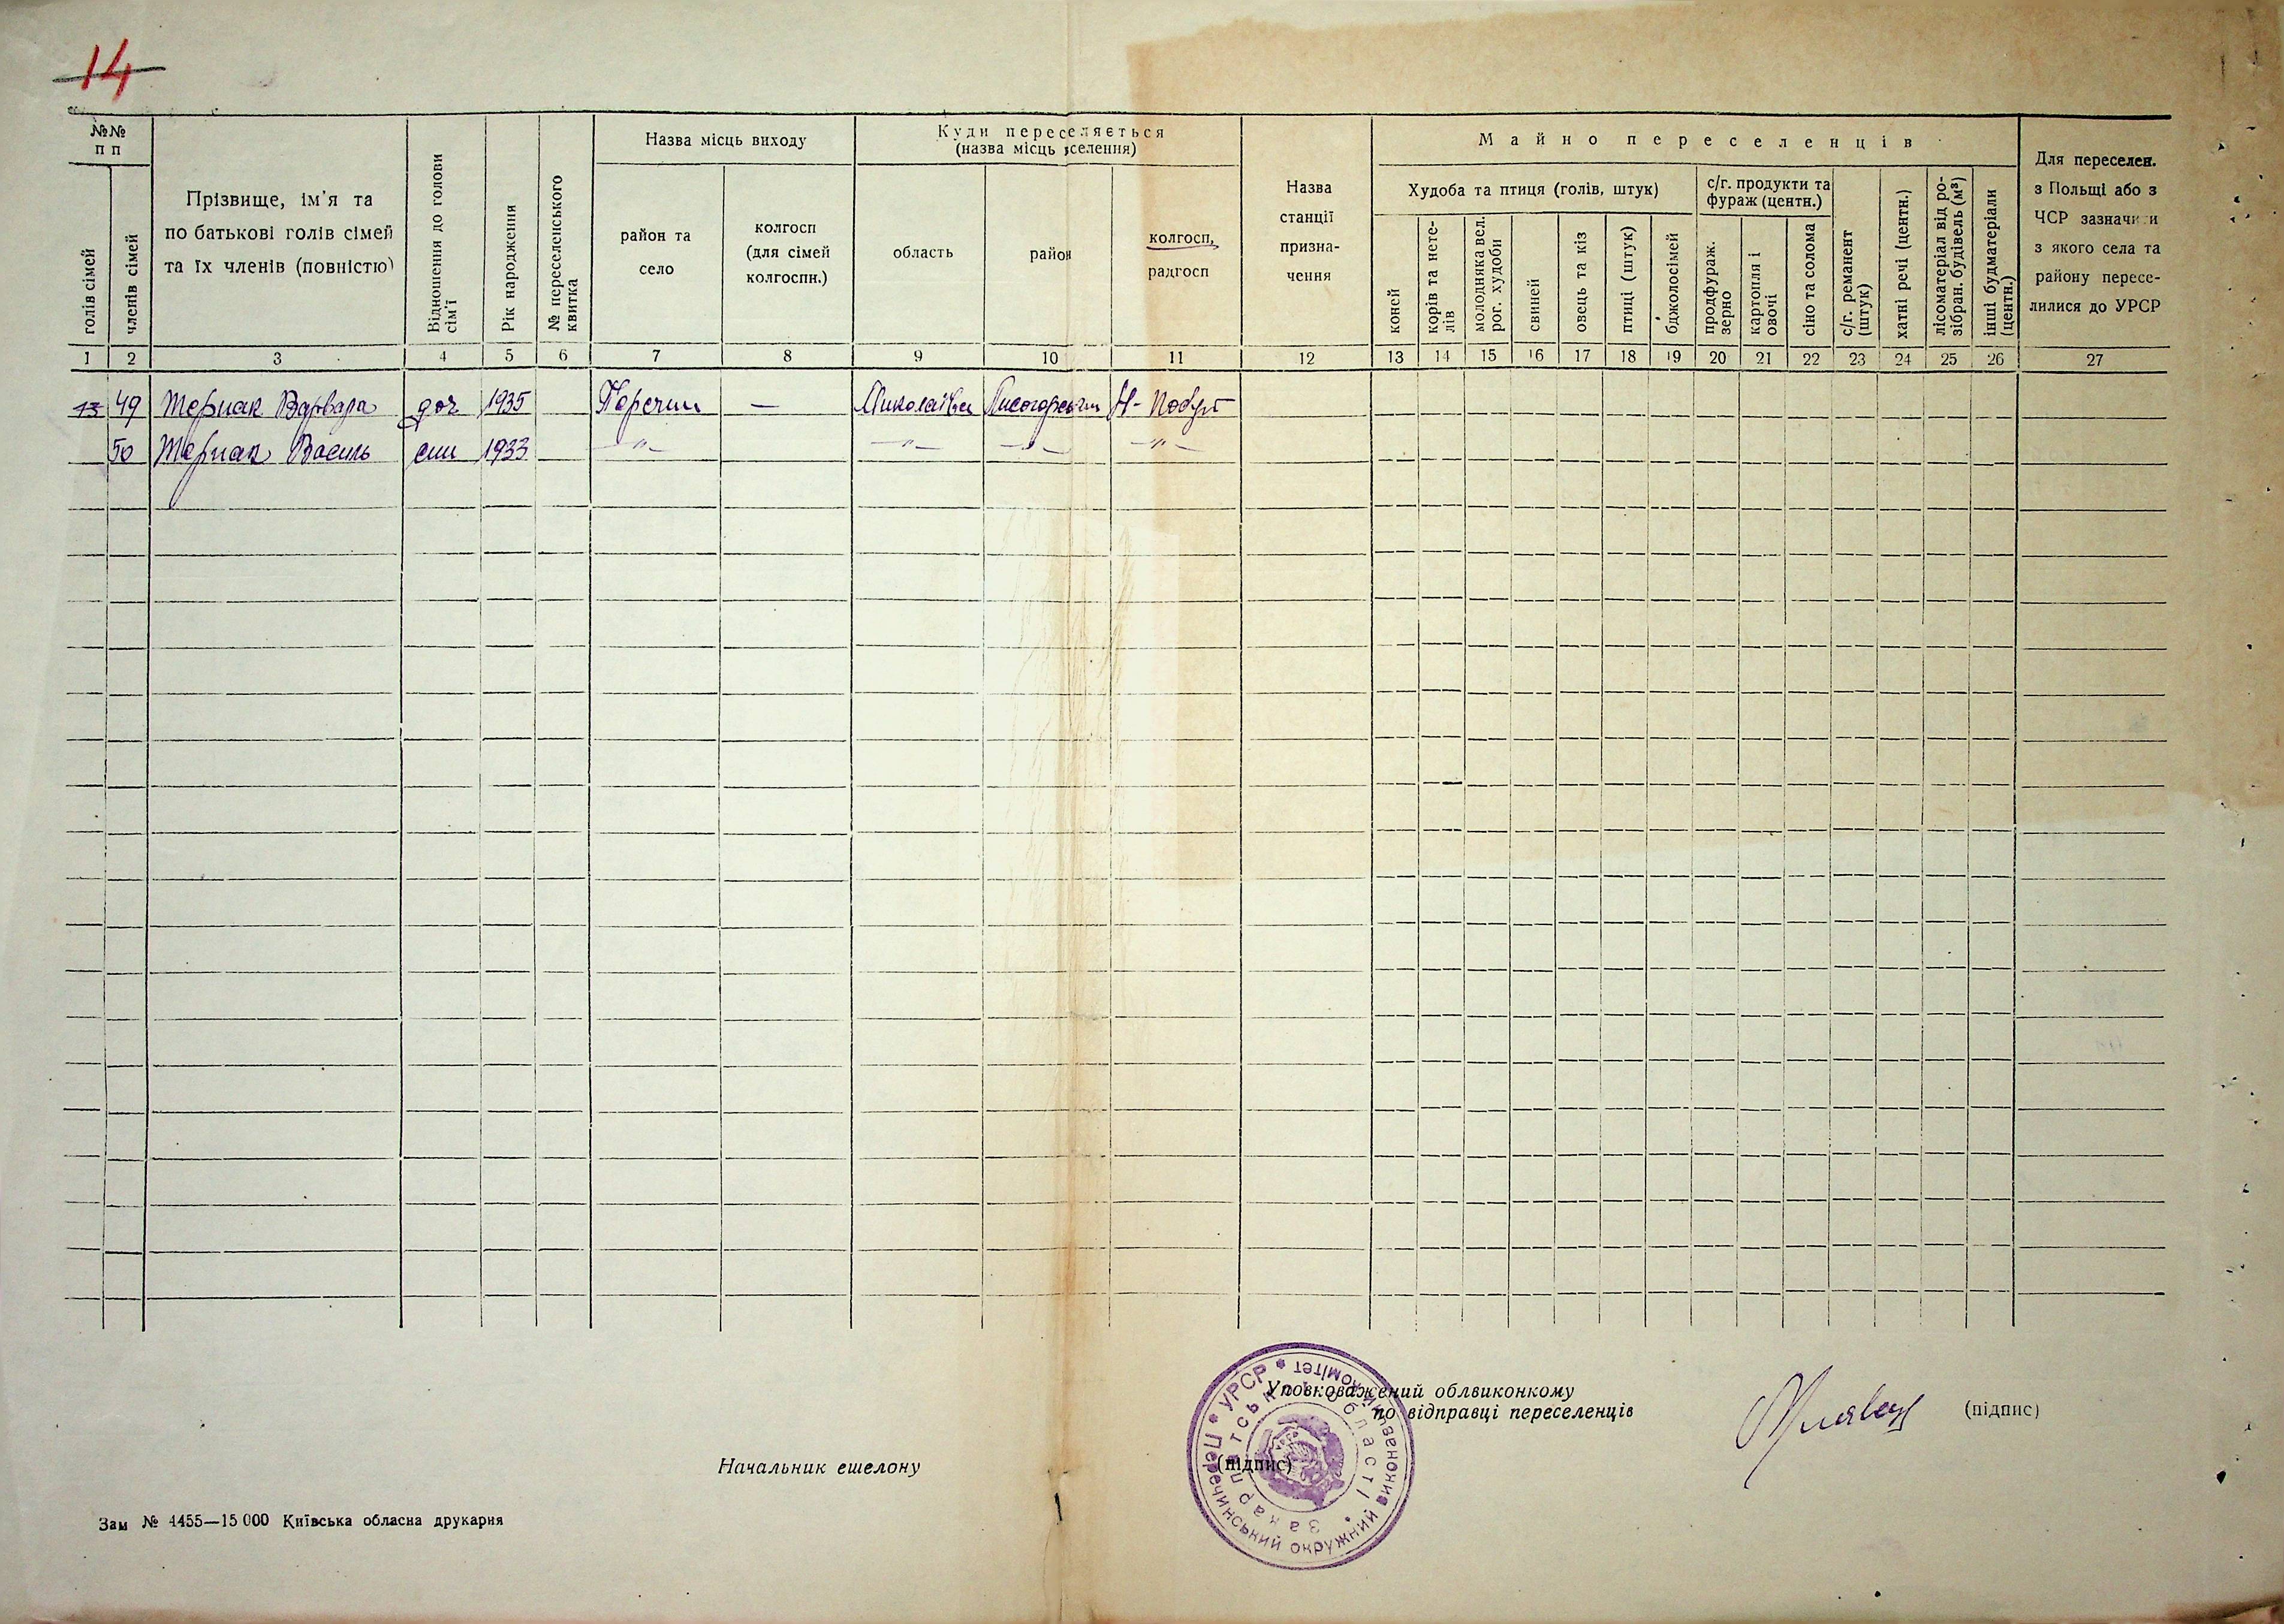 14
№№ п п
голів сімей
членів сімей
Прізвище, ім'я та
по батькові голів сімей
та їх членів (повністю)
Відношення до голови сім'ї
Рік народження
№ переселенського квитка
Назва місць виходу
район та
село
колгосп
(для сімей
колгоспн.)
Куди переселяється
(назва місць вселення)
область
район
колгосп,
радгосп
Назва
станції
призна-
чення
Майно переселенців
Худоба та птиця (голів, штук)
коней
корів та нете-
лів
молодняка вел.
рог. худоби
свиней
овець та кіз
птиці (штук)
бджолосімей
с/г. продукти та
фураж (центн.)
продфураж.
зерно
картопля і
овочі
сіно та солома
с/г. реманент
(штук)
хатні речі (центн.)
лісоматеріал від ро-
зібран. будівель (м³)
інші будматеріали
(центн.)
Для переселен.
з Польщі або з
ЧСР зазначити
з якого села та
району пересе-
лилися до УРСР
1 2 3 4 5 6 7 8 9 10 11 12 13 14 15 16 17 18 19 20 21 22 23 24 25 26 27
13 49 Варвара доч 1935 — Н-
50 Василь син 1933 —"— —"— —"— —"—
Уповноважений облвиконкому
по відправці переселенців
(підпис)
Начальник ешелону
(підпис)
УРСР * Перечинський окружний виконавчий комітет *
Закарпатської області
Зам № 4455—15 000 Київська обласна друкарня